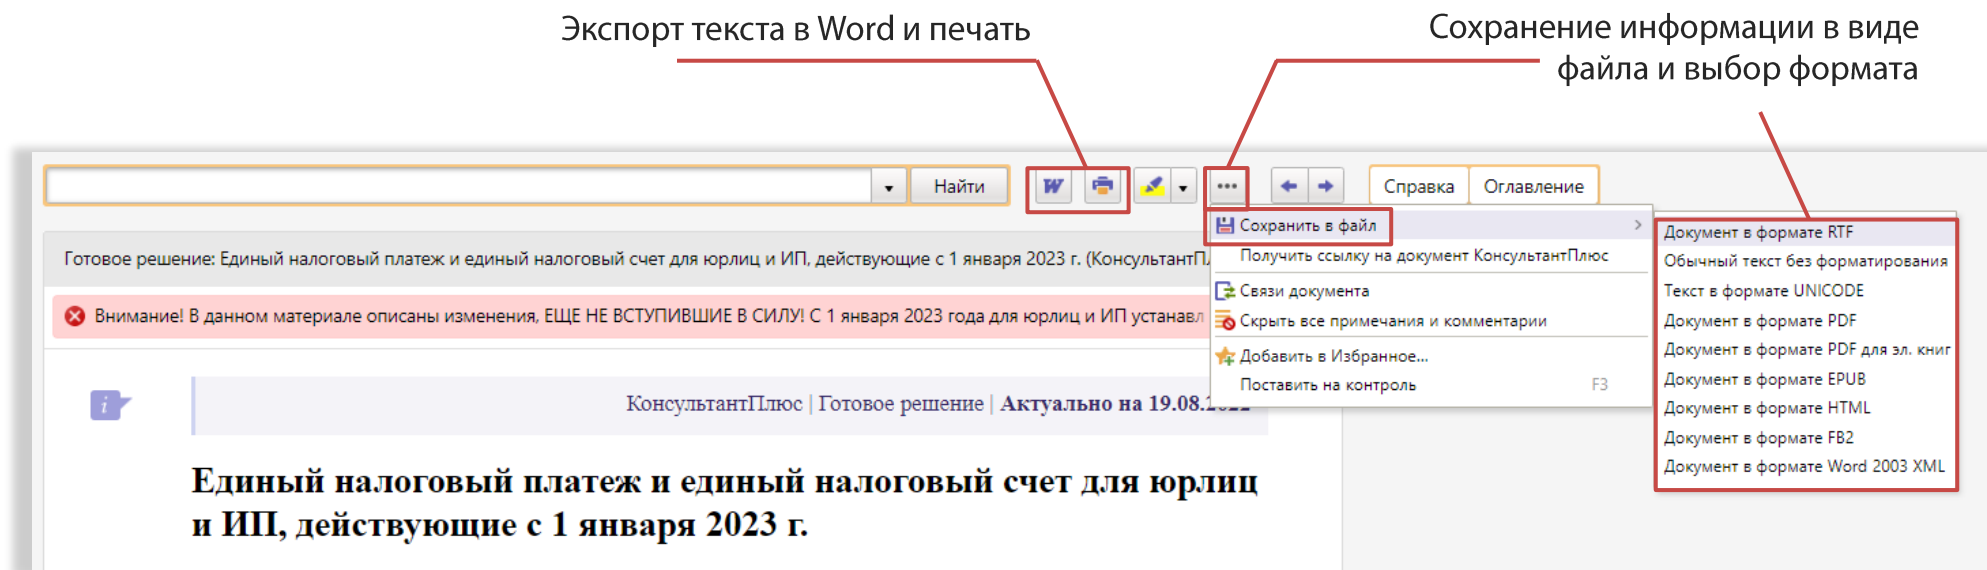 Экспорт текста в Word и печать
Сохранение информации в виде
файла и выбор формата
Найти
W
Справка
Оглавление
Сохранить в файл
Получить ссылку на документ КонсультантПлюс
Связи документа
Скрыть все примечания и комментарии
Добавить в Избранное...
Поставить на контроль F3
Документ в формате RTF
Обычный текст без форматирования
Текст в формате UNICODE
Документ в формате PDF
Документ в формате PDF для эл. книг
Документ в формате EPUB
Документ в формате HTML
Документ в формате FB2
Документ в формате Word 2003 XML
Готовое решение: Единый налоговый платеж и единый налоговый счет для юрлиц и ИП, действующие с 1 января 2023 г. (КонсультантПл
Внимание! В данном материале описаны изменения, ЕЩЕ НЕ ВСТУПИВШИЕ В СИЛУ! С 1 января 2023 года для юрлиц и ИП устанавл
i
КонсультантПлюс | Готовое решение | Актуально на 19.08.2022
Единый налоговый платеж и единый налоговый счет для юрлиц
и ИП, действующие с 1 января 2023 г.